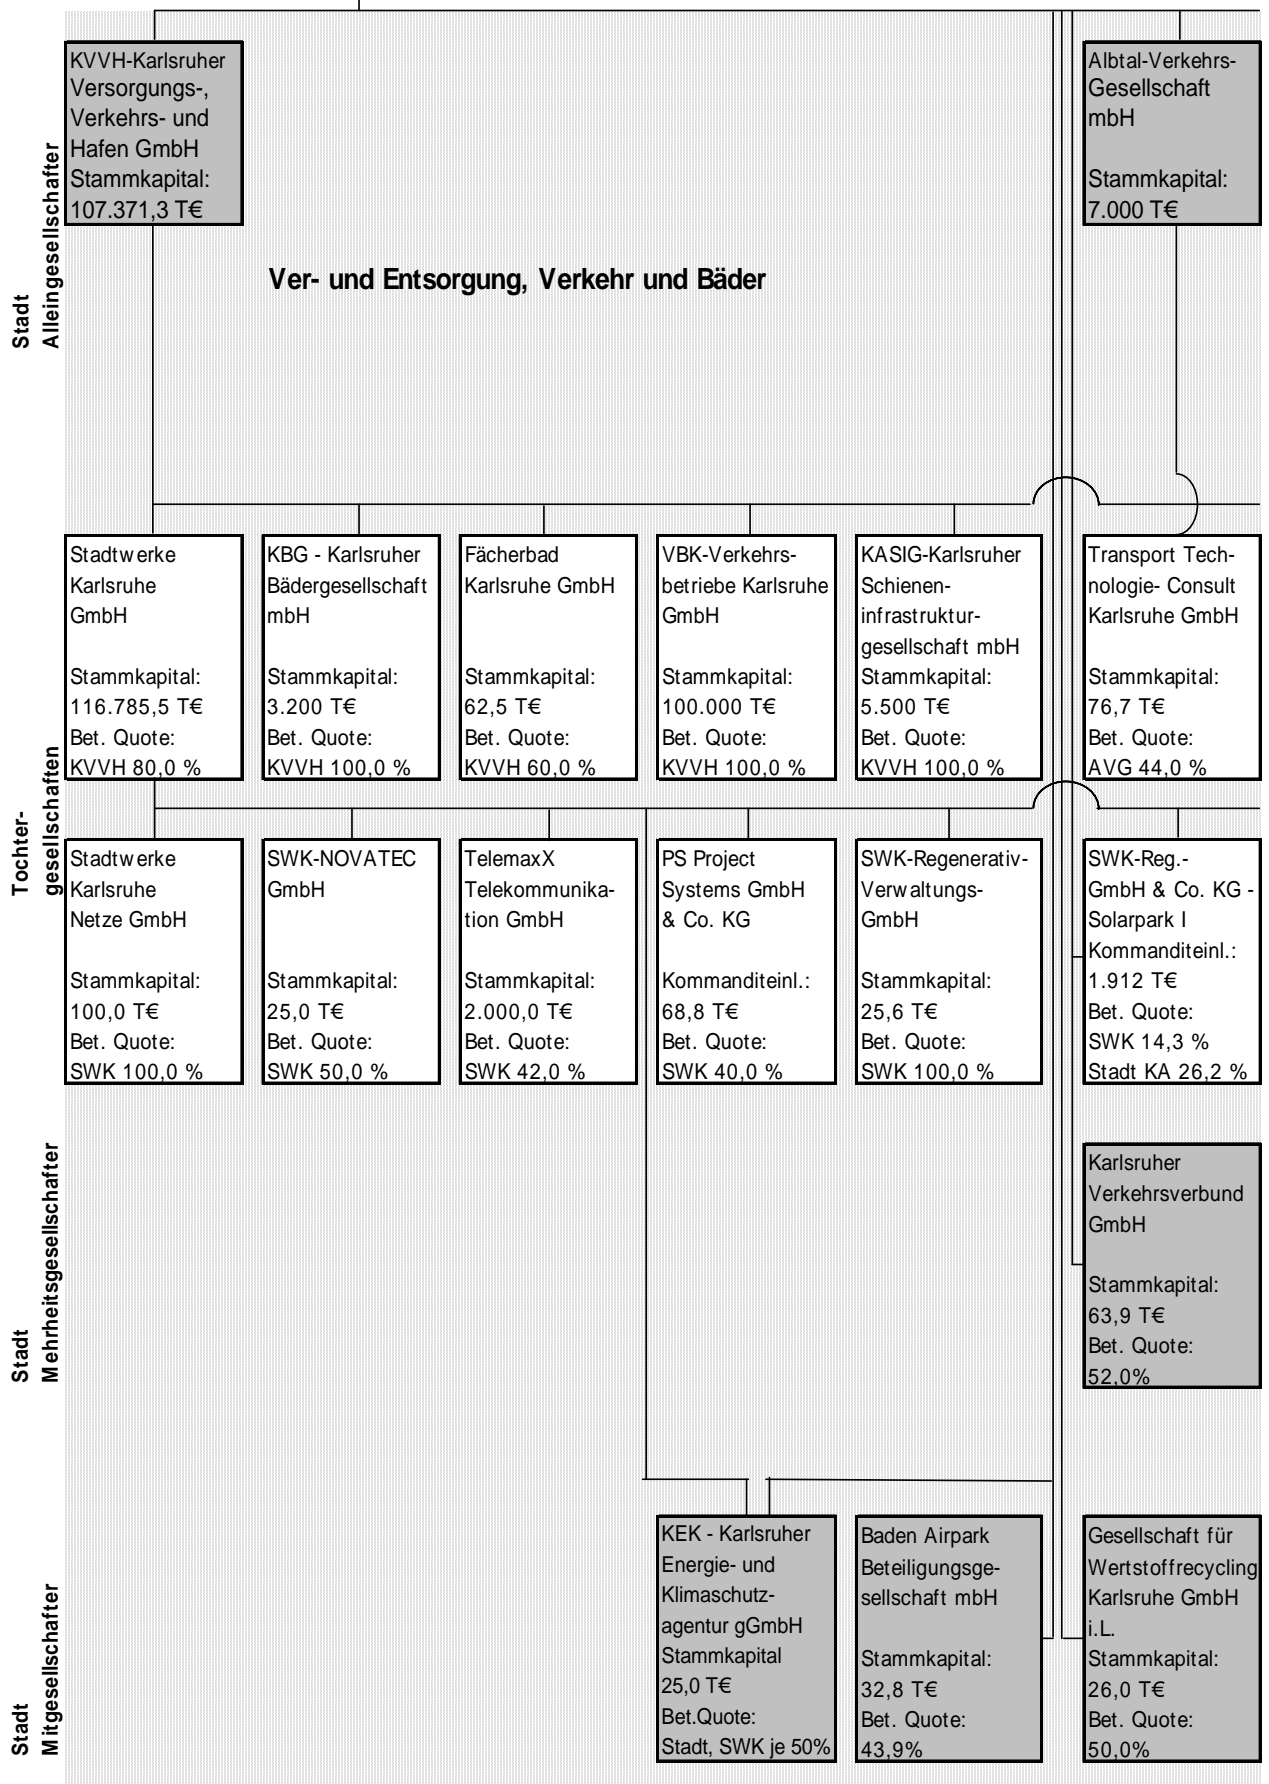 KVVH-Karlsruher
Versorgungs-,
Verkehrs- und
Hafen GmbH
Stammkapital:
107.371,3 T€
Albtal-Verkehrs-
Gesellschaft
mbH
Stammkapital:
7.000 T€
Stadt
Alleingesellschafter
Ver- und Entsorgung, Verkehr und Bäder
Tochter-
gesellschaften
Stadtwerke
Karlsruhe
GmbH
Stammkapital:
116.785,5 T€
Bet. Quote:
KVVH 80,0 %
KBG - Karlsruher
Bädergesellschaft
mbH
Stammkapital:
3.200 T€
Bet. Quote:
KVVH 100,0 %
Fächerbad
Karlsruhe GmbH
Stammkapital:
62,5 T€
Bet. Quote:
KVVH 60,0 %
VBK-Verkehrs-
betriebe Karlsruhe
GmbH
Stammkapital:
100.000 T€
Bet. Quote:
KVVH 100,0 %
KASIG-Karlsruher
Schienen-
infrastruktur-
gesellschaft mbH
Stammkapital:
5.500 T€
Bet. Quote:
KVVH 100,0 %
Transport Tech-
nologie- Consult
Karlsruhe GmbH
Stammkapital:
76,7 T€
Bet. Quote:
AVG 44,0 %
Stadtwerke
Karlsruhe
Netze GmbH
Stammkapital:
100,0 T€
Bet. Quote:
SWK 100,0 %
SWK-NOVATEC
GmbH
Stammkapital:
25,0 T€
Bet. Quote:
SWK 50,0 %
TelemaxX
Telekommunika-
tion GmbH
Stammkapital:
2.000,0 T€
Bet. Quote:
SWK 42,0 %
PS Project
Systems GmbH
& Co. KG
Kommanditeinl.:
68,8 T€
Bet. Quote:
SWK 40,0 %
SWK-Regenerativ-
Verwaltungs-
GmbH
Stammkapital:
25,6 T€
Bet. Quote:
SWK 100,0 %
SWK-Reg.-
GmbH & Co. KG -
Solarpark I
Kommanditeinl.:
1.912 T€
Bet. Quote:
SWK 14,3 %
Stadt KA 26,2 %
Stadt
Mehrheitsgesellschafter
Karlsruher
Verkehrsverbund
GmbH
Stammkapital:
63,9 T€
Bet. Quote:
52,0%
Stadt
Mitgesellschafter
KEK - Karlsruher
Energie- und
Klimaschutz-
agentur gGmbH
Stammkapital
25,0 T€
Bet.Quote:
Stadt, SWK je 50%
Baden Airpark
Beteiligungsge-
sellschaft mbH
Stammkapital:
32,8 T€
Bet. Quote:
43,9%
Gesellschaft für
Wertstoffrecycling
Karlsruhe GmbH
i.L.
Stammkapital:
26,0 T€
Bet. Quote:
50,0%